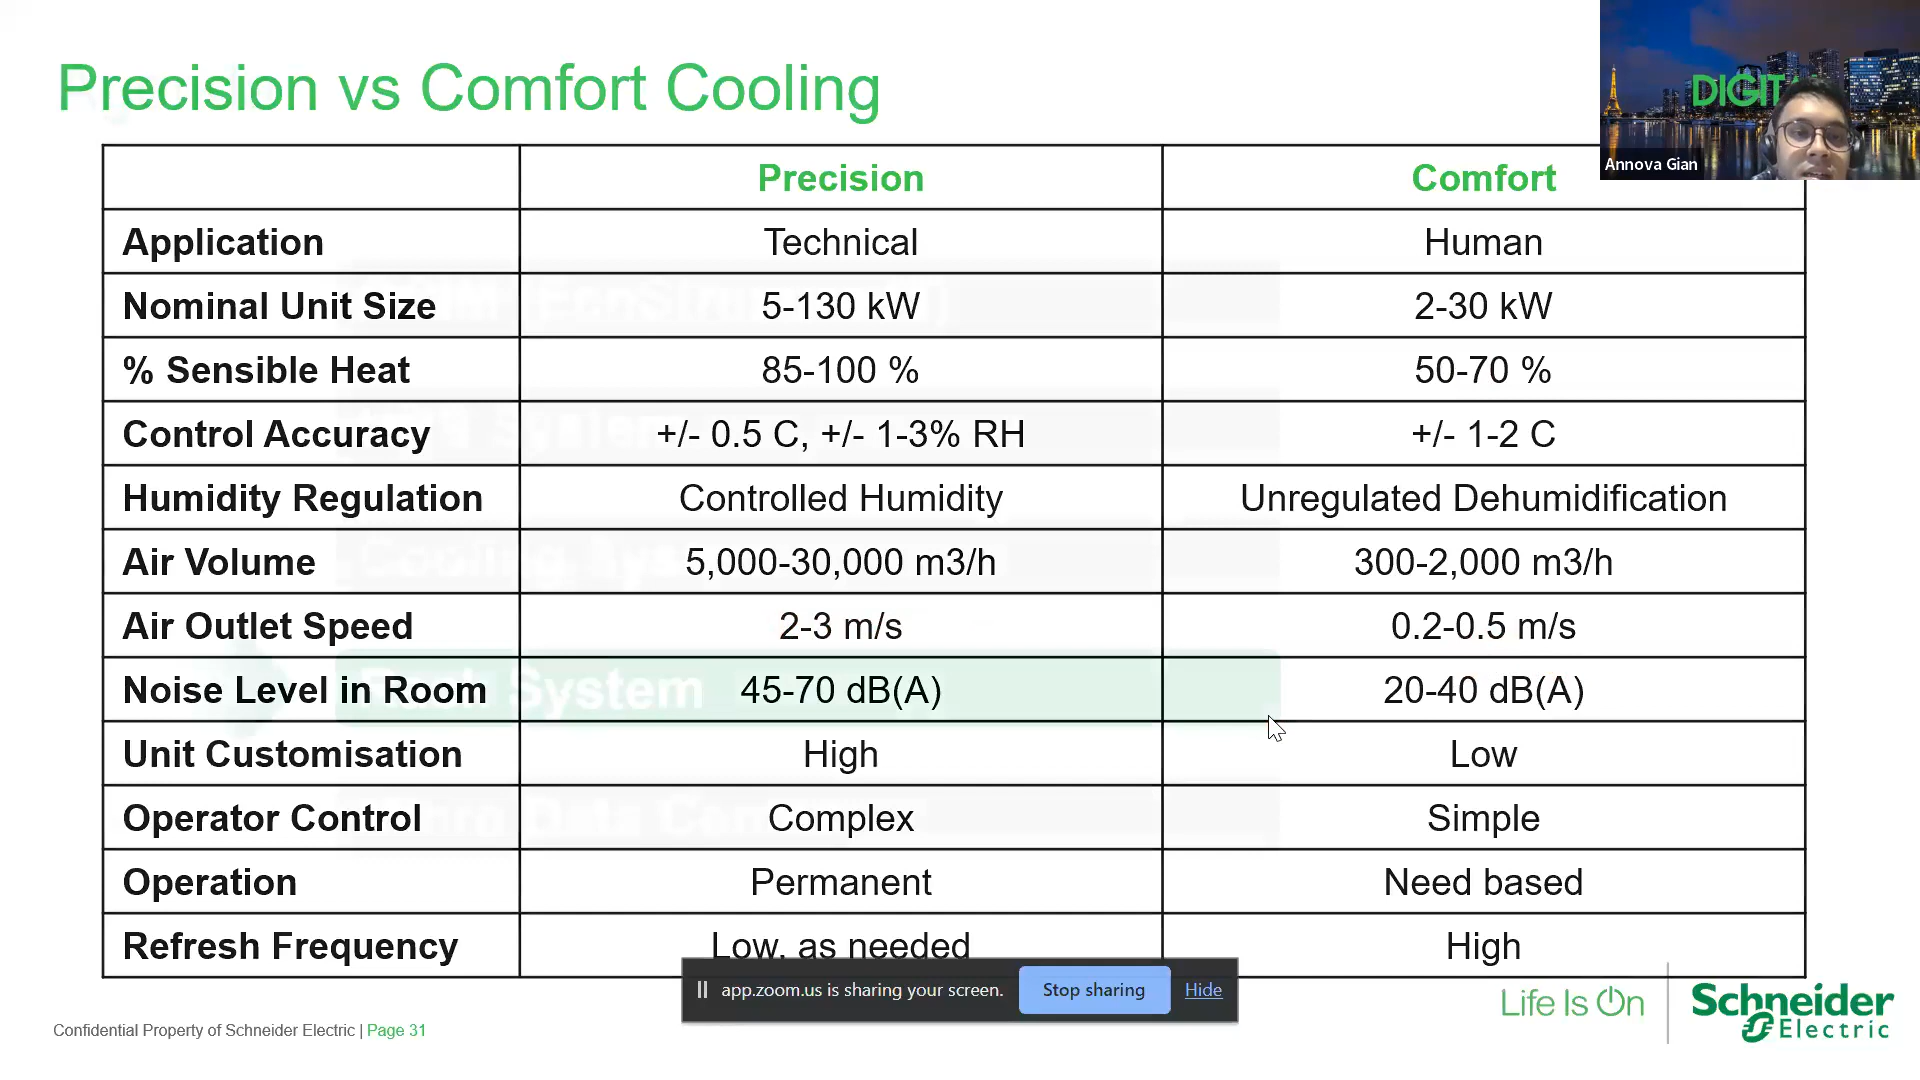 Precision vs Comfort Cooling
DIGIT
Annova Gian
Precision Comfort
Application Technical Human
Nominal Unit Size 5-130 kW 2-30 kW
% Sensible Heat 85-100 % 50-70 %
Control Accuracy +/- 0.5 C, +/- 1-3% RH +/- 1-2 C
Humidity Regulation Controlled Humidity Unregulated Dehumidification
Air Volume 5,000-30,000 m3/h 300-2,000 m3/h
Air Outlet Speed 2-3 m/s 0.2-0.5 m/s
Noise Level in Room System 45-70 dB(A) 20-40 dB(A)
Unit Customisation High Low
Operator Control Complex Simple
Operation Permanent Need based
Refresh Frequency Low, as needed High
app.zoom.us is sharing your screen. Stop sharing Hide
Confidential Property of Schneider Electric | Page 31
Life Is On
Schneider
Electric